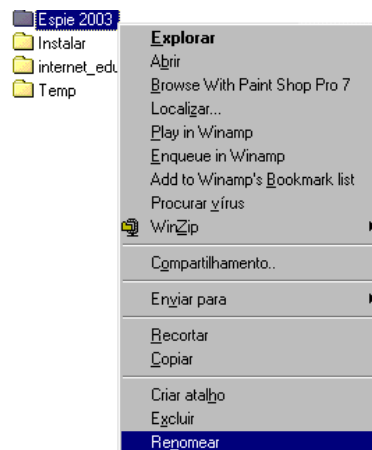 Espie 2003
Instalar
internet_edu
Temp
Explorar
Abrir
Browse With Paint Shop Pro 7
Localizar...
Play in Winamp
Enqueue in Winamp
Add to Winamp's Bookmark list
Procurar vírus
WinZip
Compartilhamento..
Enviar para
Recortar
Copiar
Criar atalho
Excluir
Renomear